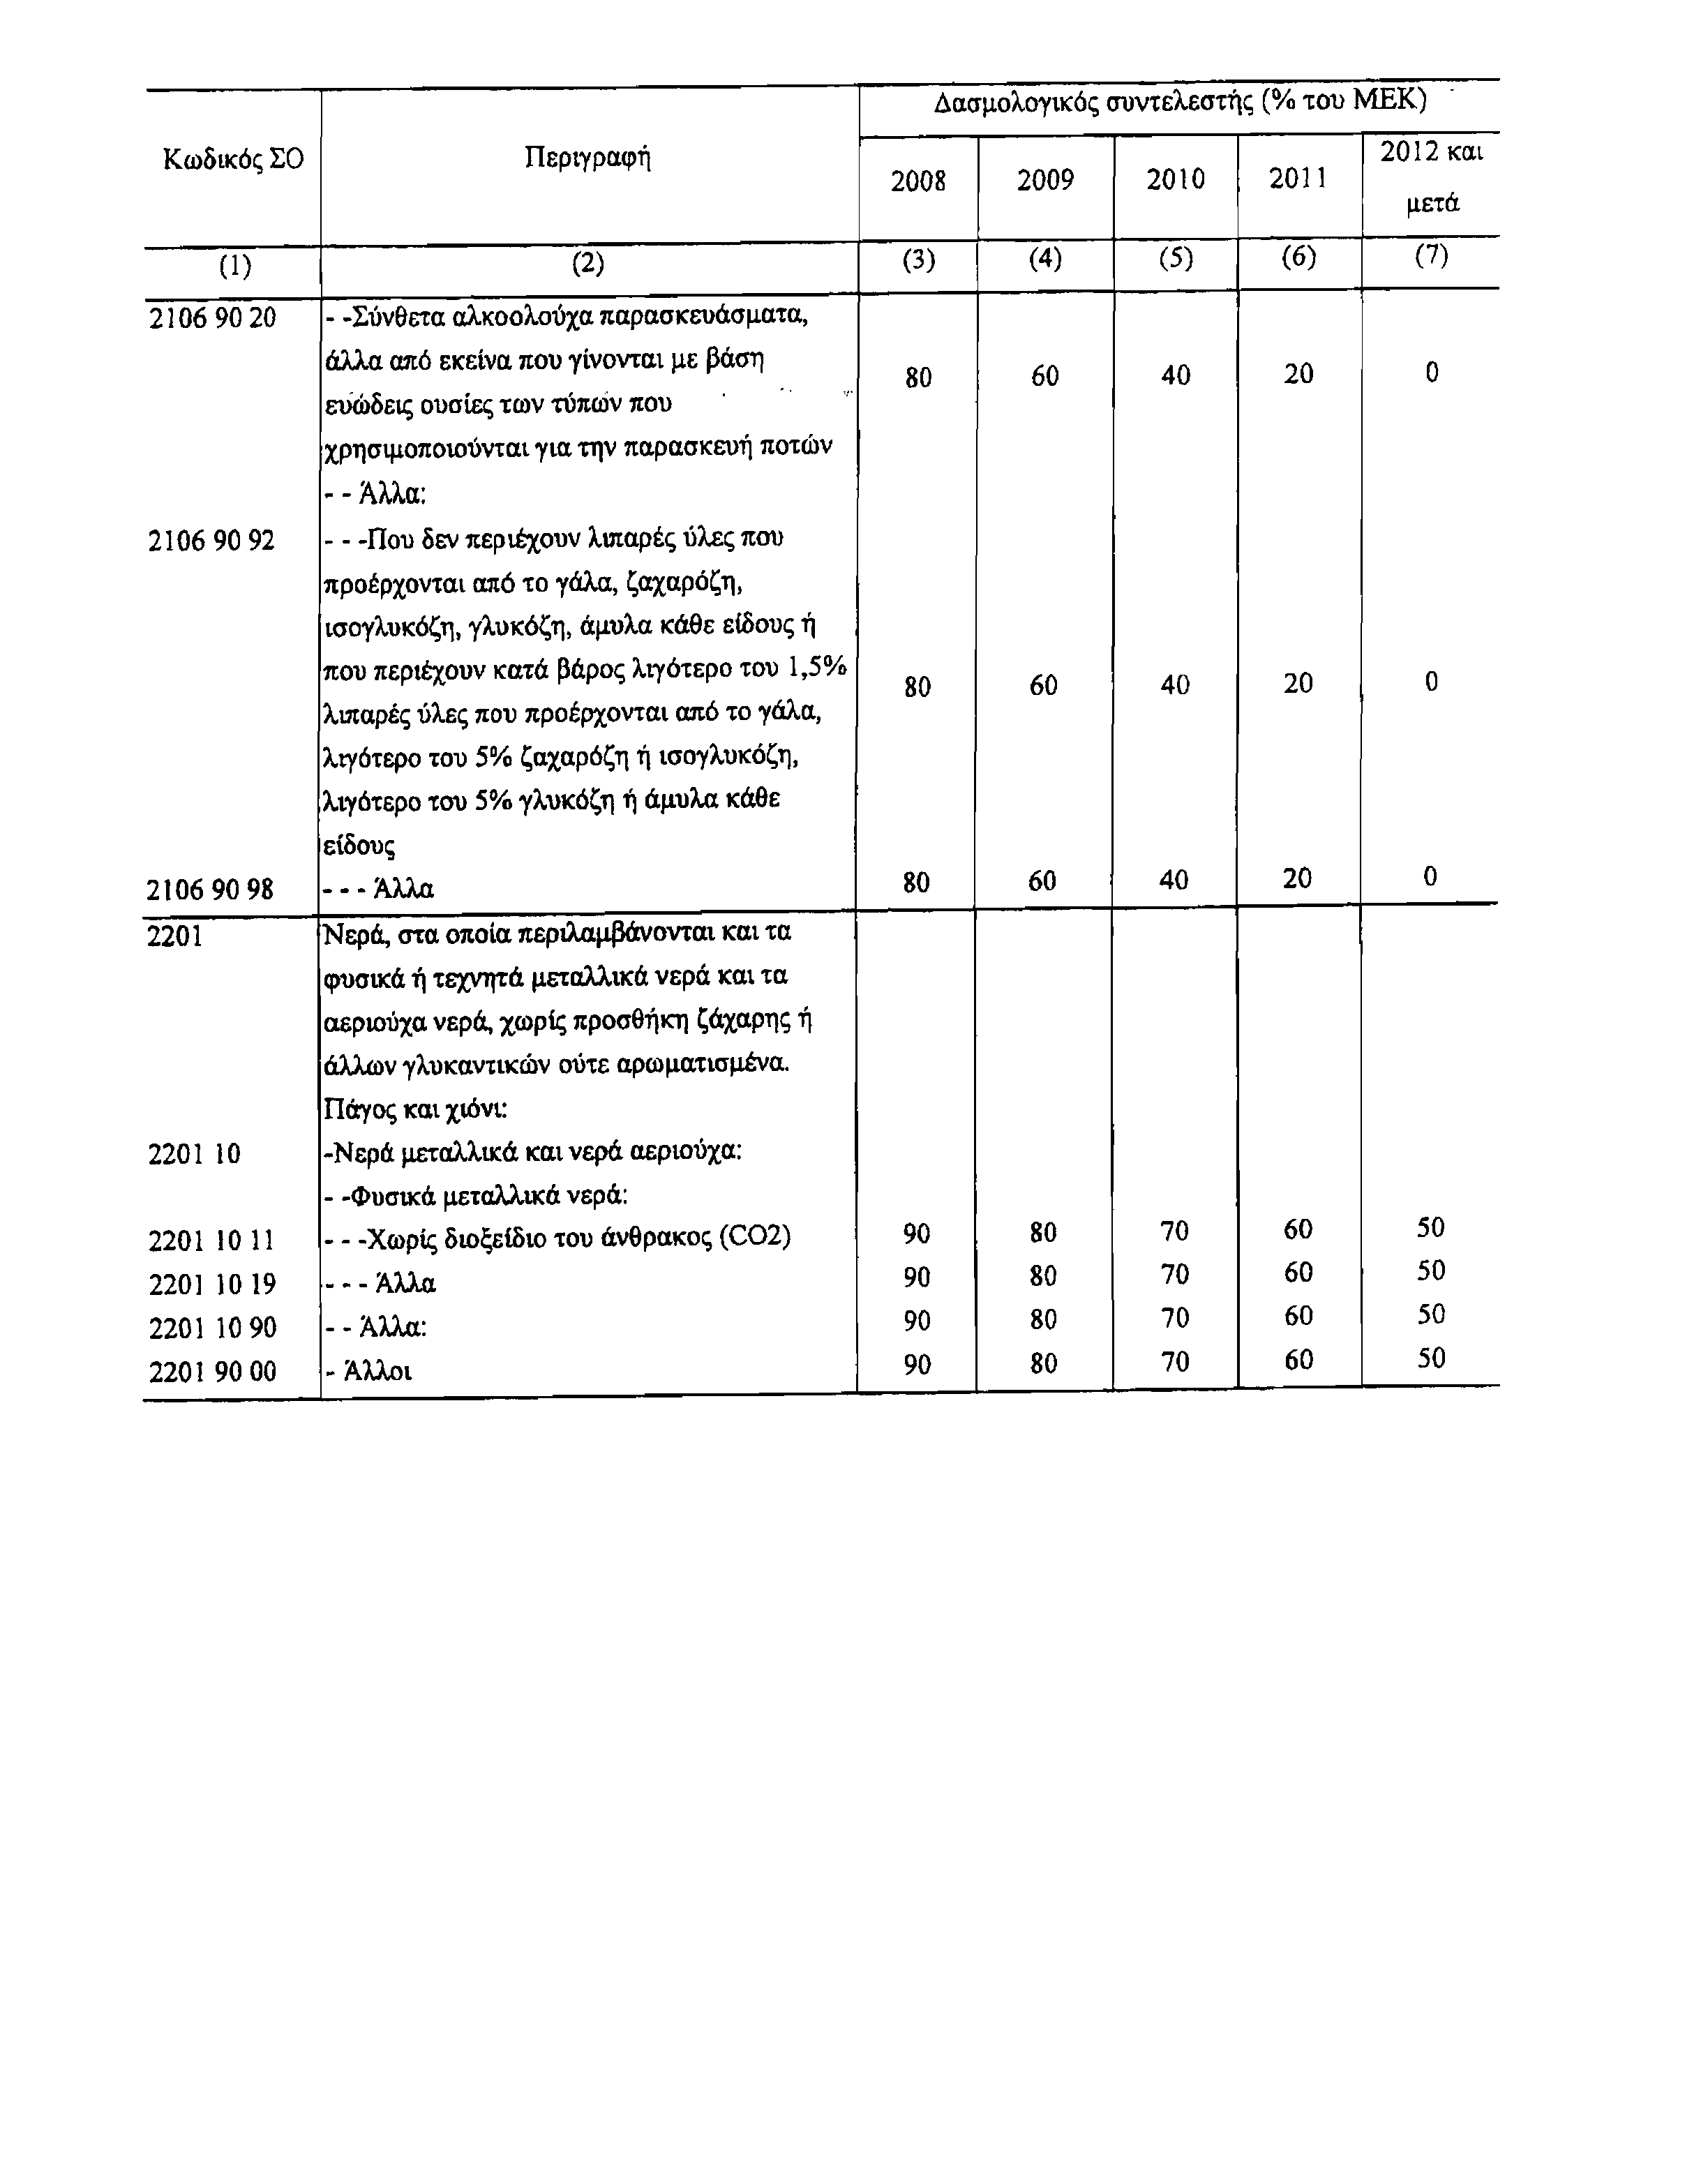 Δασμολογικός συντελεστής (% του ΜΕΚ)
Κωδικός ΣΟ Περιγραφή 2008 2009 2010 2011 2012 και
μετά
(1) (2) (3) (4) (5) (6) (7)
2106 90 20 - -Σύνθετα αλκοολούχα παρασκευάσματα,
άλλα από εκείνα που γίνονται με βάση 80 60 40 20 0
ευώδεις ουσίες των τύπων που
χρησιμοποιούνται για την παρασκευή ποτών
- - Άλλα:
2106 90 92 - - -Που δεν περιέχουν λιπαρές ύλες που
προέρχονται από το γάλα, ζαχαρόζη,
ισογλυκόζη, γλυκόζη, άμυλα κάθε είδους ή
που περιέχουν κατά βάρος λιγότερο του 1,5% 80 60 40 20 0
λιπαρές ύλες που προέρχονται από το γάλα,
λιγότερο του 5% ζαχαρόζη ή ισογλυκόζη,
λιγότερο του 5% γλυκόζη ή άμυλα κάθε
είδους
2106 90 98 - - - Άλλα 80 60 40 20 0
2201 Νερά, στα οποία περιλαμβάνονται και τα
φυσικά ή τεχνητά μεταλλικά νερά και τα
αεριούχα νερά, χωρίς προσθήκη ζάχαρης ή
άλλων γλυκαντικών ούτε αρωματισμένα.
Πάγος και χιόνι:
2201 10 -Νερά μεταλλικά και νερά αεριούχα:
- -Φυσικά μεταλλικά νερά:
2201 10 11 - - -Χωρίς διοξείδιο του άνθρακος (CO2) 90 80 70 60 50
2201 10 19 - - - Άλλα 90 80 70 60 50
2201 10 90 - - Άλλα: 90 80 70 60 50
2201 90 00 - Άλλοι 90 80 70 60 50